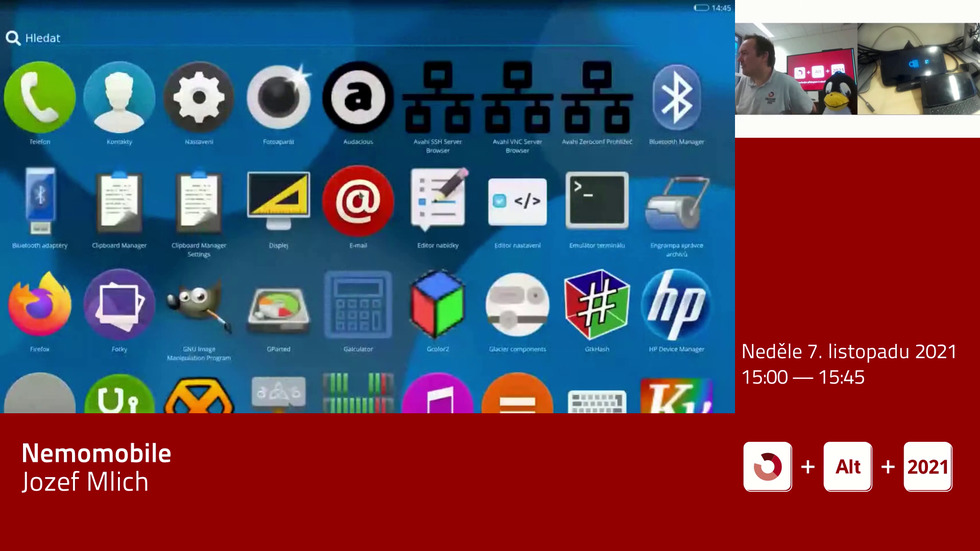 14:45
Hledat
Telefon
Kontakty
Nastavení
Fotoaparát
Audacious
Avahi SSH Server
Browser
Avahi VNC Server
Browser
Avahi Zeroconf Prohlížeč
Bluetooth Manager
Bluetooth adaptéry
Clipboard Manager
Clipboard Manager
Settings
Displej
E-mail
Editor nabídky
Editor nastavení
Emulátor terminálu
Engrampa správce
archivů
Firefox
Fotky
GNU Image
Manipulation Program
GParted
Galculator
Gcolor2
Glacier components
GtkHash
HP Device Manager
Neděle 7. listopadu 2021
15:00 — 15:45
Nemomobile
Jozef Mlich
+ Alt + 2021